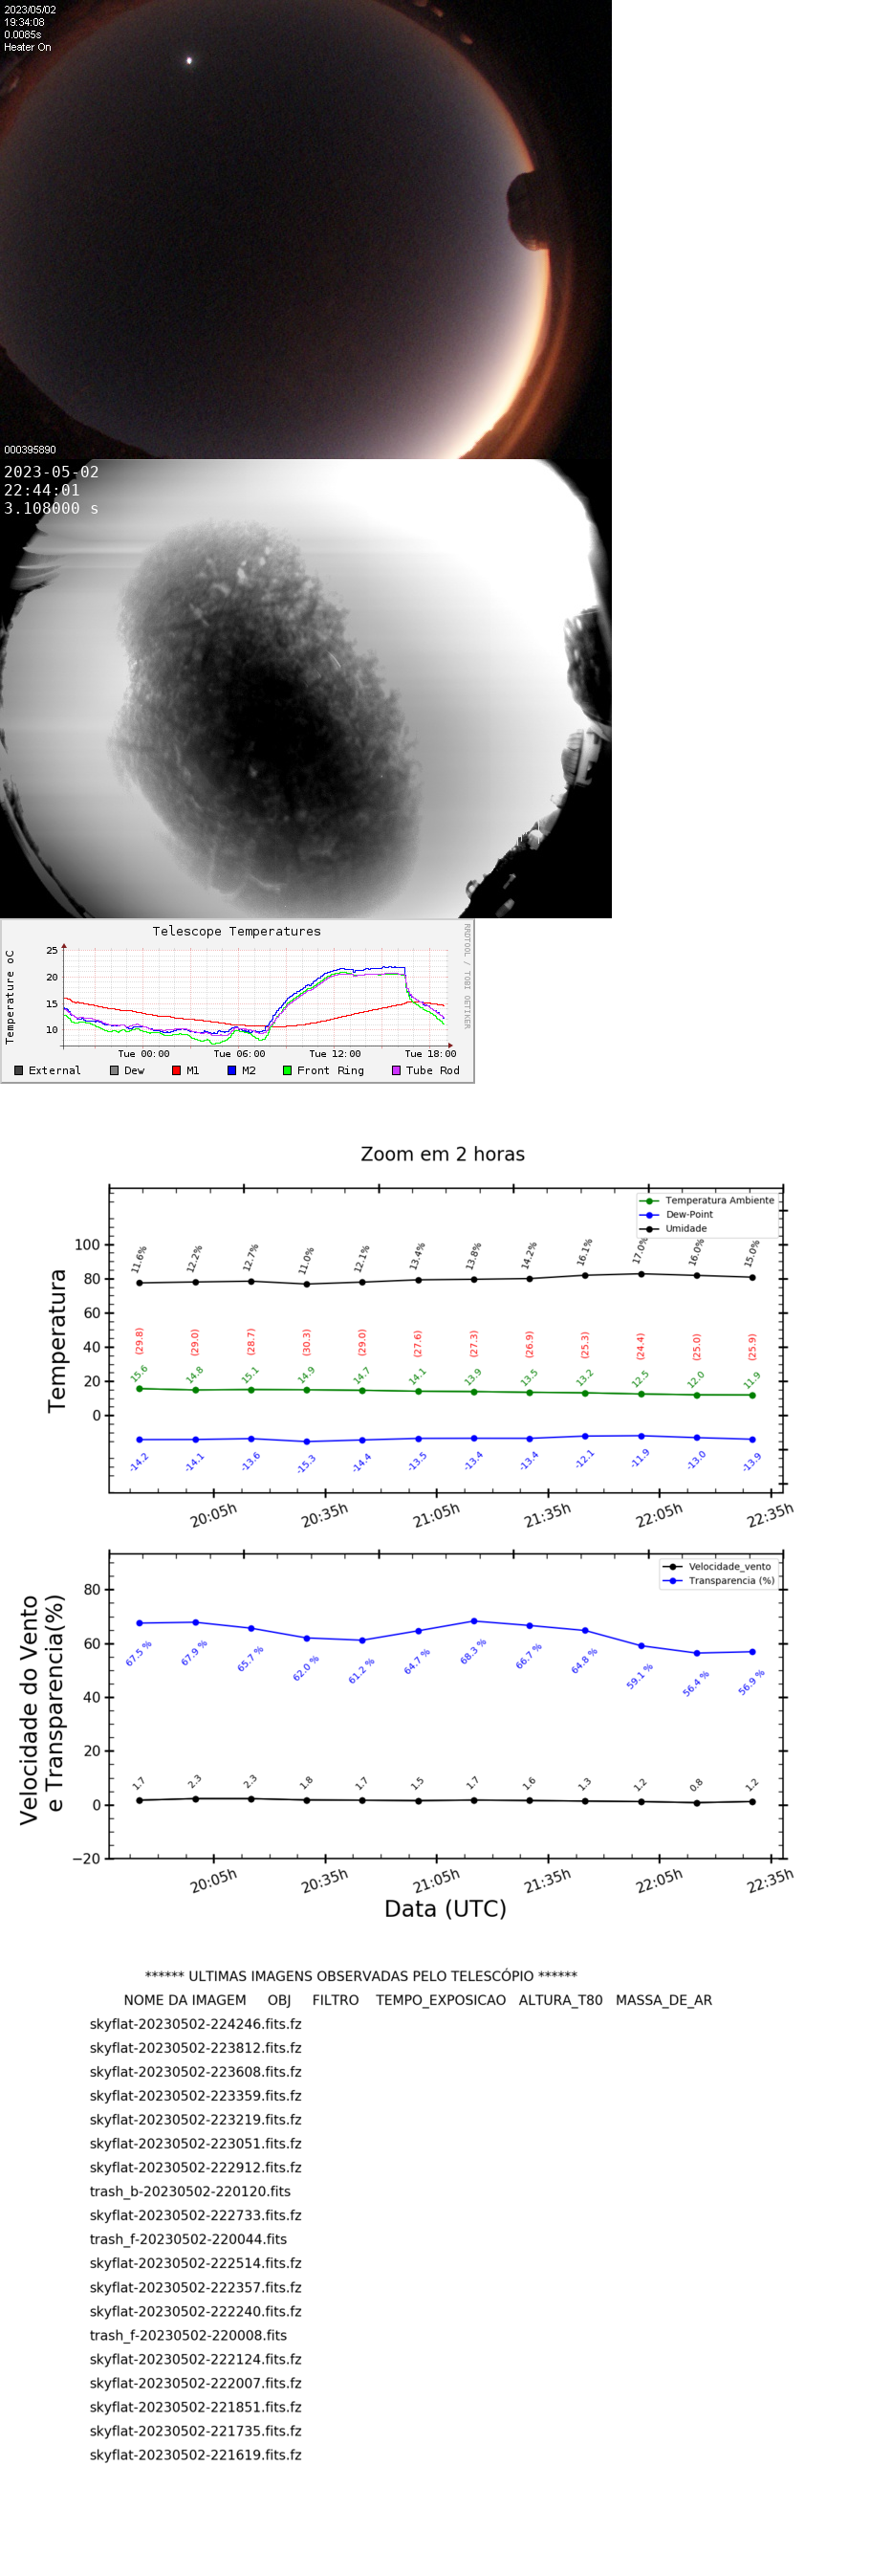 2023/05/02
19:34:08
0.0085s
Heater On
000395890
2023-05-02
22:44:01
3.108000 s
Telescope Temperatures
RRDTOOL / TOBI OETIKER
Temperature oC
25
20
15
10
Tue 00:00 Tue 06:00 Tue 12:00 Tue 18:00
External Dew M1 M2 Front Ring Tube Rod
Zoom em 2 horas
Temperatura Ambiente
Dew-Point
Umidade
Temperatura
100
80
60
40
20
0
11.6% 12.2% 12.7% 11.0% 12.1% 13.4% 13.8% 14.2% 16.1% 17.0% 16.0% 15.0%
(29.8) (29.0) (28.7) (30.3) (29.0) (27.6) (27.3) (26.9) (25.3) (24.4) (25.0) (25.9)
15.6 14.8 15.1 14.9 14.7 14.1 13.9 13.5 13.2 12.5 12.0 11.9
-14.2 -14.1 -13.6 -15.3 -14.4 -13.5 -13.4 -13.4 -12.1 -11.9 -13.0 -13.9
20:05h 20:35h 21:05h 21:35h 22:05h 22:35h
Velocidade_vento
Transparencia (%)
Velocidade do Vento
e Transparencia(%)
80
60
40
20
0
−20
67.5 % 67.9 % 65.7 % 62.0 % 61.2 % 64.7 % 68.3 % 66.7 % 64.8 % 59.1 % 56.4 % 56.9 %
1.7 2.3 2.3 1.8 1.7 1.5 1.7 1.6 1.3 1.2 0.8 1.2
20:05h 20:35h 21:05h 21:35h 22:05h 22:35h
Data (UTC)
****** ULTIMAS IMAGENS OBSERVADAS PELO TELESCÓPIO ******
NOME DA IMAGEM OBJ FILTRO TEMPO_EXPOSICAO ALTURA_T80 MASSA_DE_AR
skyflat-20230502-224246.fits.fz
skyflat-20230502-223812.fits.fz
skyflat-20230502-223608.fits.fz
skyflat-20230502-223359.fits.fz
skyflat-20230502-223219.fits.fz
skyflat-20230502-223051.fits.fz
skyflat-20230502-222912.fits.fz
trash_b-20230502-220120.fits
skyflat-20230502-222733.fits.fz
trash_f-20230502-220044.fits
skyflat-20230502-222514.fits.fz
skyflat-20230502-222357.fits.fz
skyflat-20230502-222240.fits.fz
trash_f-20230502-220008.fits
skyflat-20230502-222124.fits.fz
skyflat-20230502-222007.fits.fz
skyflat-20230502-221851.fits.fz
skyflat-20230502-221735.fits.fz
skyflat-20230502-221619.fits.fz